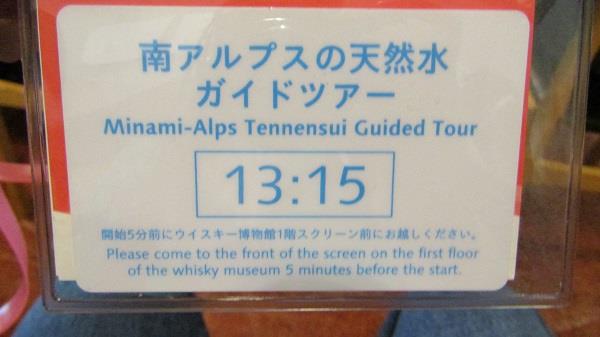 南アルプスの天然水
ガイドツアー
Minami-Alps Tennensui Guided Tour
13:15
開始5分前にウイスキー博物館1階スクリーン前にお越しください。
Please come to the front of the screen on the first floor
of the whisky museum 5 minutes before the start.